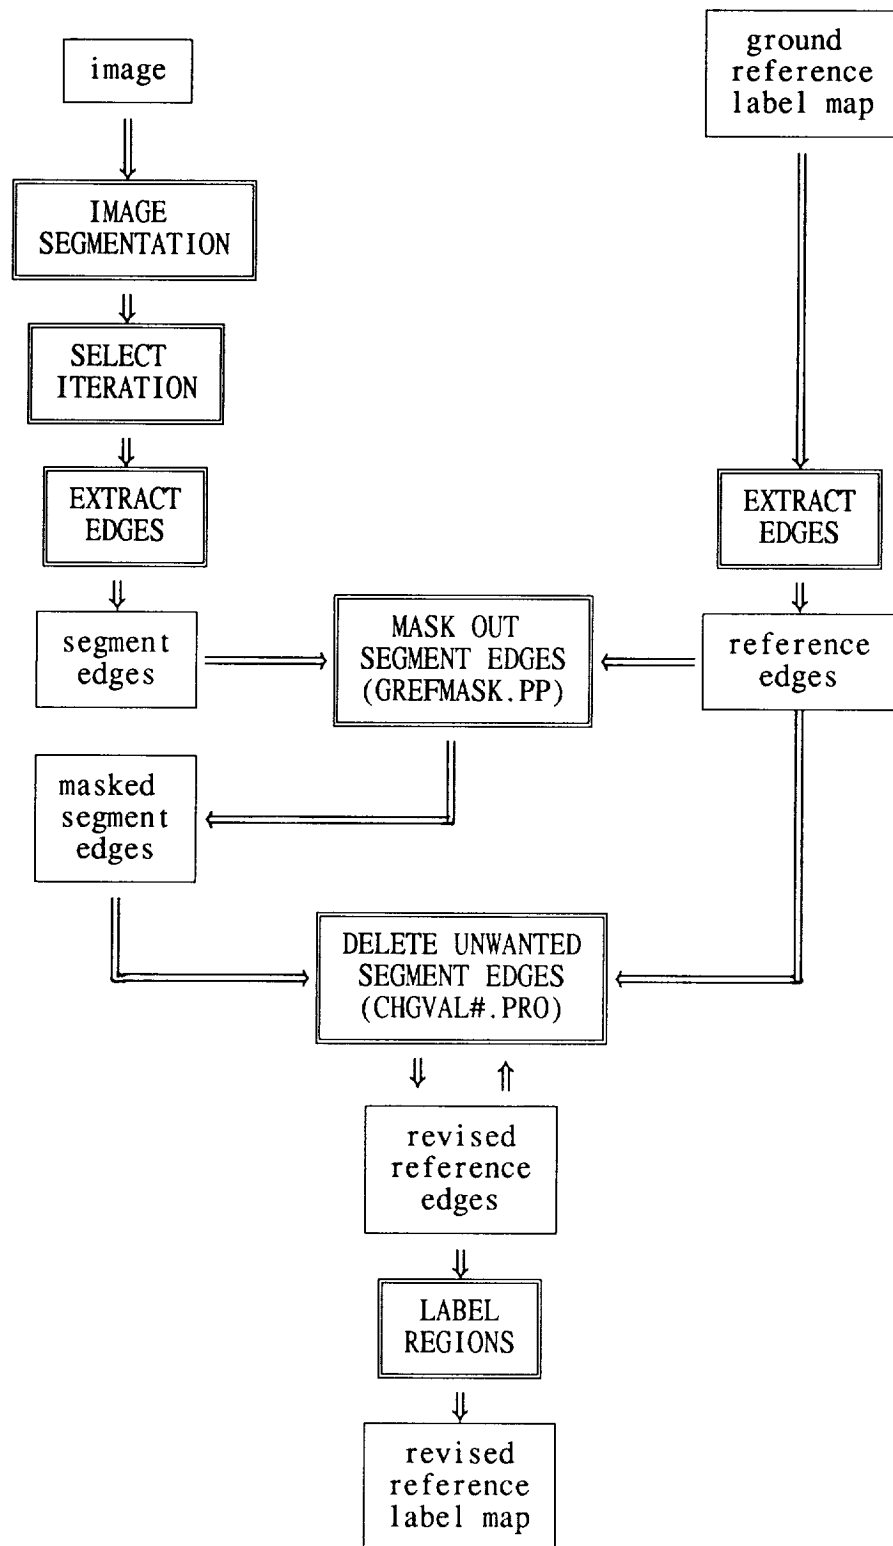 image
ground
reference
label map
IMAGE
SEGMENTATION
SELECT
ITERATION
EXTRACT
EDGES
EXTRACT
EDGES
segment
edges
MASK OUT
SEGMENT EDGES
(GREFMASK.PP)
reference
edges
masked
segment
edges
DELETE UNWANTED
SEGMENT EDGES
(CHGVAL#.PRO)
revised
reference
edges
LABEL
REGIONS
revised
reference
label map